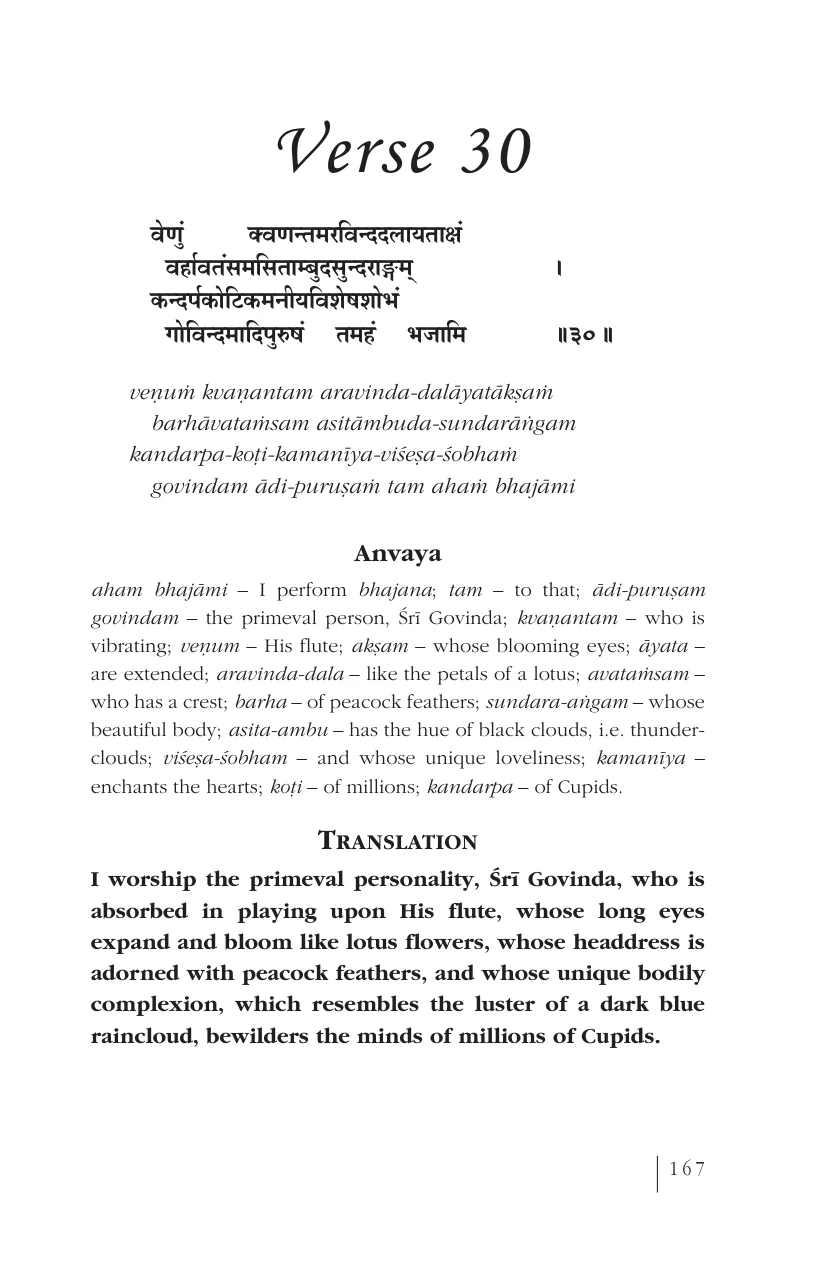 Verse 30
वेणुं क्वणन्तमरविन्ददलायताक्षं
वर्हावतंसमसिताम्बुदसुन्दराङ्गम् ।
कन्दर्पकोटिकमनीयविशेषशोभं
गोविन्दमादिपुरुषं तमहं भजामि ॥३०॥
veṇuṁ kvaṇantam aravinda-dalāyatākṣaṁ
barhāvataṁsam asitāmbuda-sundarāṅgam
kandarpa-koṭi-kamanīya-viśeṣa-śobhaṁ
govindam ādi-puruṣaṁ tam ahaṁ bhajāmi
Anvaya
aham bhajāmi – I perform bhajana; tam – to that; ādi-puruṣam
govindam – the primeval person, Śrī Govinda; kvaṇantam – who is
vibrating; veṇum – His flute; akṣam – whose blooming eyes; āyata –
are extended; aravinda-dala – like the petals of a lotus; avataṁsam –
who has a crest; barha – of peacock feathers; sundara-aṅgam – whose
beautiful body; asita-ambu – has the hue of black clouds, i.e. thunder-
clouds; viśeṣa-śobham – and whose unique loveliness; kamanīya –
enchants the hearts; koṭi – of millions; kandarpa – of Cupids.
TRANSLATION
I worship the primeval personality, Śrī Govinda, who is
absorbed in playing upon His flute, whose long eyes
expand and bloom like lotus flowers, whose headdress is
adorned with peacock feathers, and whose unique bodily
complexion, which resembles the luster of a dark blue
raincloud, bewilders the minds of millions of Cupids.
167